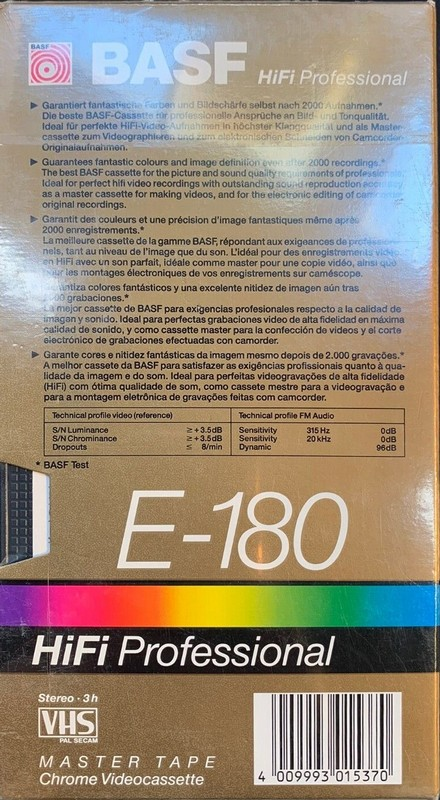 BASF
BASF HiFi Professional
► Garantiert fantastische Farben und Bildschärfe selbst nach 2000 Aufnahmen.*
Die beste BASF-Cassette für professionelle Ansprüche an Bild- und Tonqualität.
Ideal für perfekte HiFi-Video-Aufnahmen in höchster Klangqualität und als Master-
cassette zum Videographieren und zum elektronischen Schneiden von Camcorder-
Originalaufnahmen.
► Guarantees fantastic colours and image definition even after 2000 recordings.*
The best BASF cassette for the picture and sound quality requirements of
Ideal for perfect hifi video recordings with outstanding sound reproduction
as a master cassette for making videos, and for the electronic editing of
original recordings.
► Garantit des couleurs et une précision d'image fantastiques même après
2000 enregistrements.*
La meilleure cassette de la gamme BASF, répondant aux exigeances de
nels, tant au niveau de l'image que du son. L'idéal pour des enregistrements
en HiFi avec un son parfait, idéale comme master pour une copie vidéo, ainsi que
pour les montages électroniques de vos enregistrements sur caméscope.
colores fantásticos y una excelente nitidez de imagen aún tras
grabaciones.*
La mejor cassette de BASF para exigencias profesionales respecto a la calidad de
imagen y sonido. Ideal para perfectas grabaciones video de alta fidelidad en máxima
calidad de sonido, y como cassette master para la confección de videos y el corte
electrónico de grabaciones efectuadas con camorder.
► Garante cores e nitidez fantásticas da imagem mesmo depois de 2.000 gravações.*
A melhor cassete da BASF para satisfazer as exigências profissionais quanto à qua-
lidade da imagem e do som. Ideal para perfeitas videogravações de alta fidelidade
(HiFi) com ótima qualidade de som, como cassete mestre para a videogravação e
para a montagem eletrônica de gravações feitas com camcorder.
Technical profile video (reference) Technical profile FM Audio
S/N Luminance ≥ + 3.5dB Sensitivity 315 Hz 0dB
S/N Chrominance ≥ + 3.5dB Sensitivity 20 kHz 0dB
Dropouts ≤ 8/min Dynamic 96dB
* BASF Test
E-180
HiFi Professional
Stereo · 3 h
VHS
PAL SECAM
MASTER TAPE
Chrome Videocassette
4 009993 015370